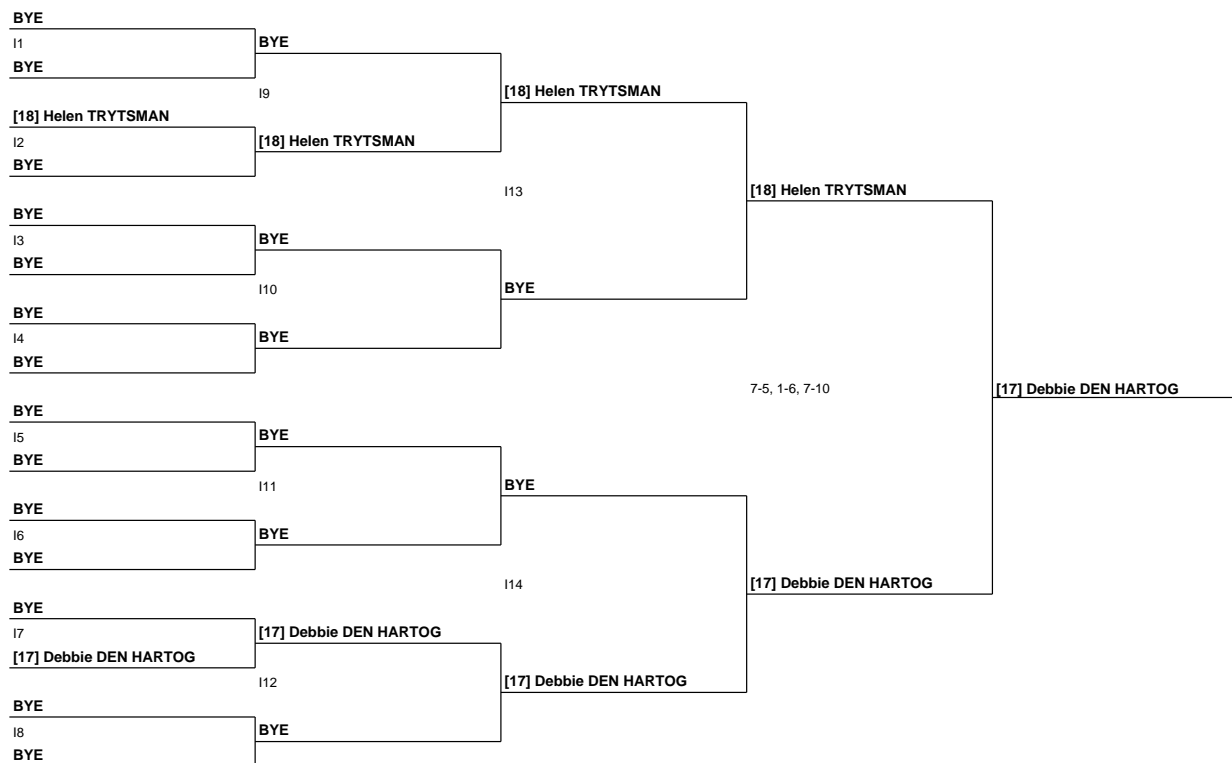 BYE
I1
BYE
BYE
I9
[18] Helen TRYTSMAN
[18] Helen TRYTSMAN
I2
[18] Helen TRYTSMAN
BYE
I13
[18] Helen TRYTSMAN
BYE
I3
BYE
BYE
I10
BYE
BYE
I4
BYE
BYE
7-5, 1-6, 7-10
[17] Debbie DEN HARTOG
BYE
I5
BYE
BYE
I11
BYE
BYE
I6
BYE
BYE
I14
[17] Debbie DEN HARTOG
BYE
I7
[17] Debbie DEN HARTOG
[17] Debbie DEN HARTOG
I12
[17] Debbie DEN HARTOG
BYE
I8
BYE
BYE